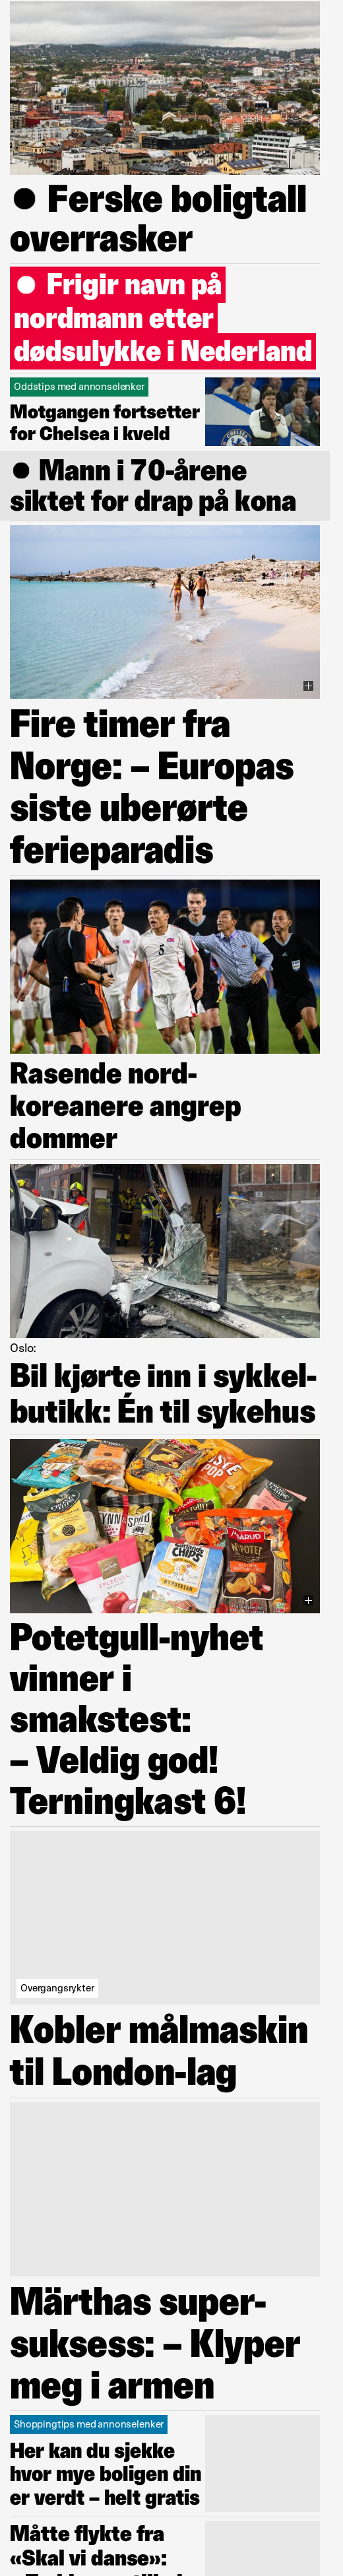 ● Ferske boligtall
overrasker
● Frigir navn på
nordmann etter
dødsulykke i Nederland
Oddstips med annonselenker
Motgangen fortsetter
for Chelsea i kveld
● Mann i 70-årene
siktet for drap på kona
Fire timer fra
Norge: – Europas
siste uberørte
ferieparadis
Rasende nord-
koreanere angrep
dommer
Oslo:
Bil kjørte inn i sykkel-
butikk: Én til sykehus
Potetgull-nyhet
vinner i
smakstest:
– Veldig god!
Terningkast 6!
Overgangsrykter
Kobler målmaskin
til London-lag
Märthas super-
suksess: – Klyper
meg i armen
Shoppingtips med annonselenker
Her kan du sjekke
hvor mye boligen din
er verdt – helt gratis
Måtte flykte fra
«Skal vi danse»: